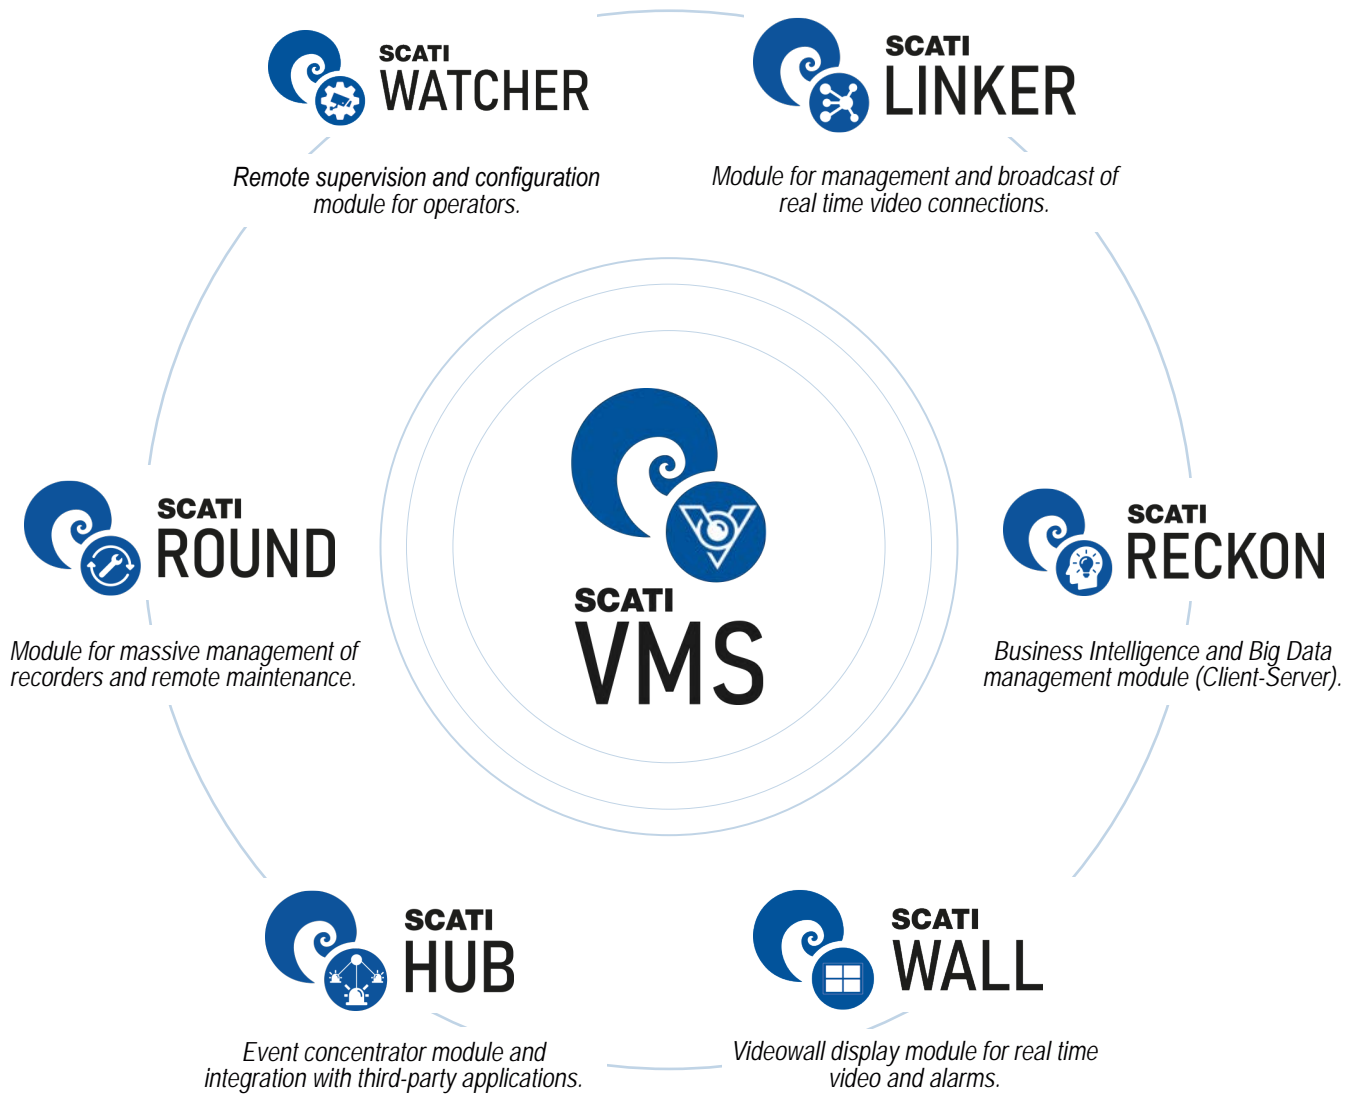 SCATI
WATCHER
Remote supervision and configuration
module for operators.
SCATI
LINKER
Module for management and broadcast of
real time video connections.
SCATI
ROUND
Module for massive management of
recorders and remote maintenance.
SCATI
VMS
SCATI
RECKON
Business Intelligence and Big Data
management module (Client-Server).
SCATI
HUB
Event concentrator module and
integration with third-party applications.
SCATI
WALL
Videowall display module for real time
video and alarms.